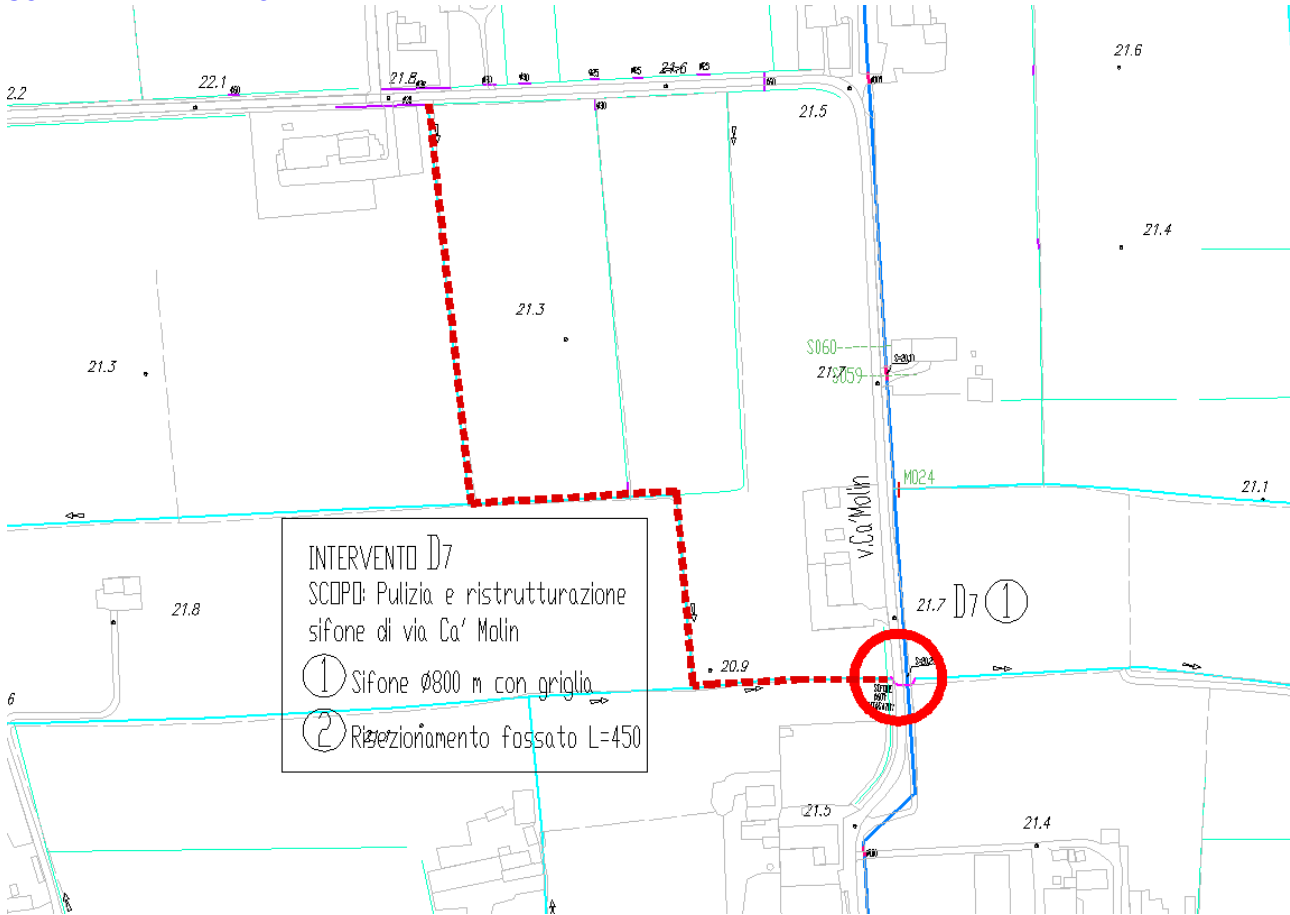 21.6
22.1
21.8
21.6
2.2
21.5
21.4
21.3
S060
21.3
21.7
S059
M024
21.1
v.Ca'Molin
INTERVENTO D7
SCOPO: Pulizia e ristrutturazione
sifone di via Ca' Molin
1 Sifone Ø800 m con griglia
2 Risezionamento fossato L=450
21.8
21.7 D7 1
20.9
SIFONE
6
21.5
21.4